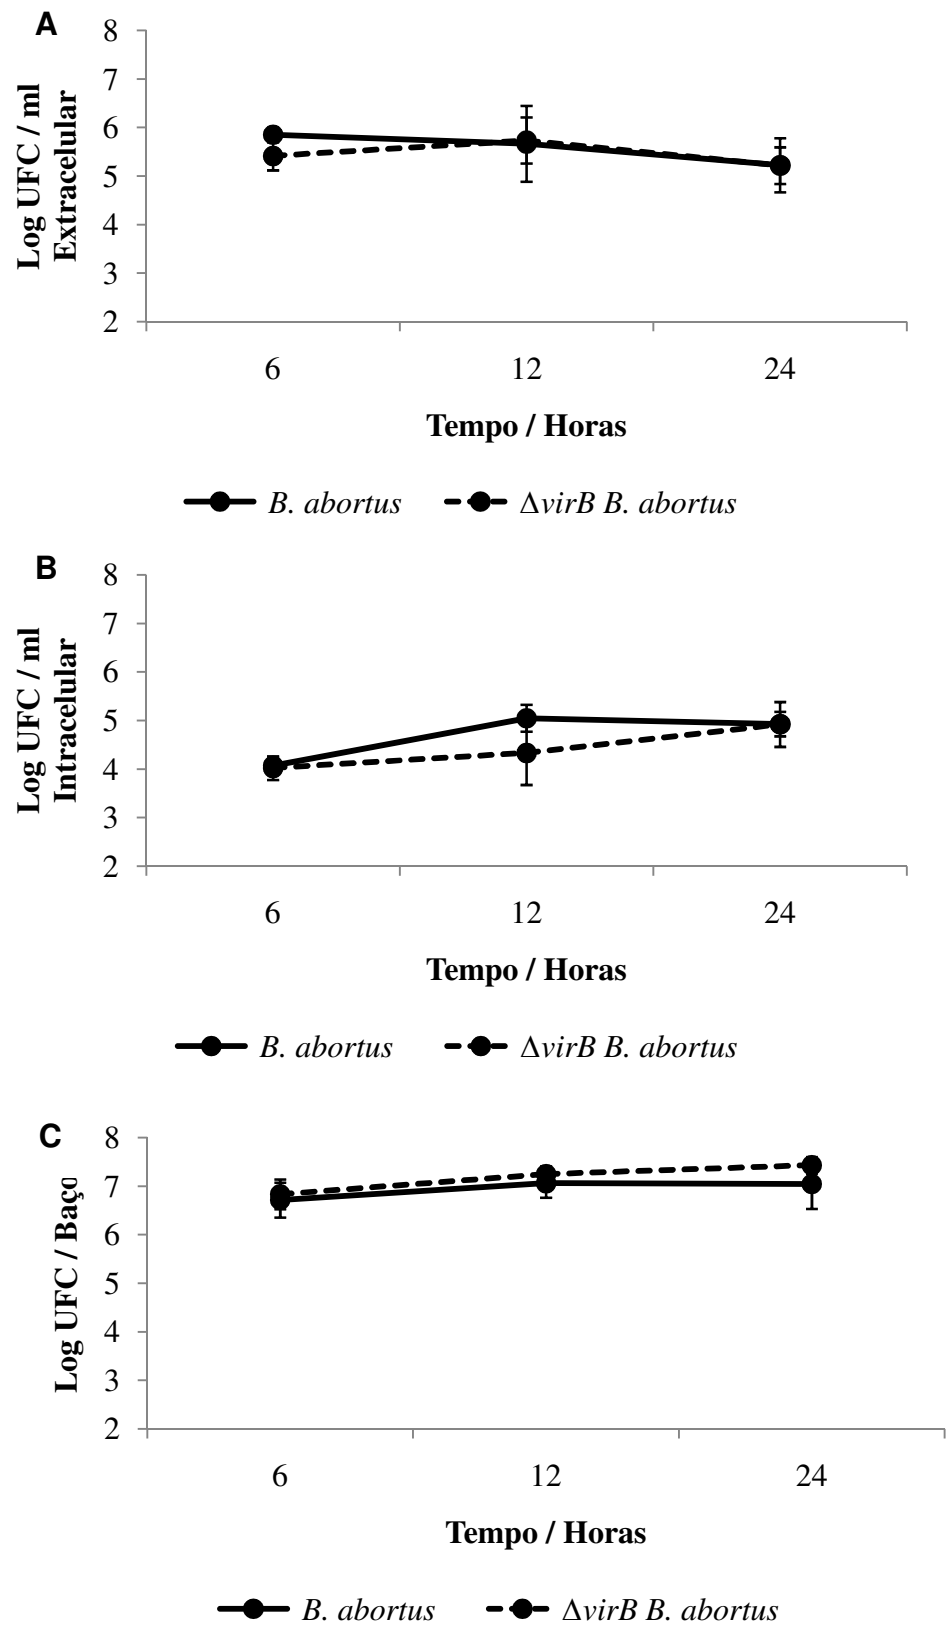 A
8
7
6
5
4
3
2
Log UFC / ml
Extracelular
6 12 24
Tempo / Horas
B. abortus ΔvirB B. abortus
B
8
7
6
5
4
3
2
Log UFC / ml
Intracelular
6 12 24
Tempo / Horas
B. abortus ΔvirB B. abortus
C
8
7
6
5
4
3
2
Log UFC / Baço
6 12 24
Tempo / Horas
B. abortus ΔvirB B. abortus